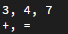 3, 4, 7
+, =